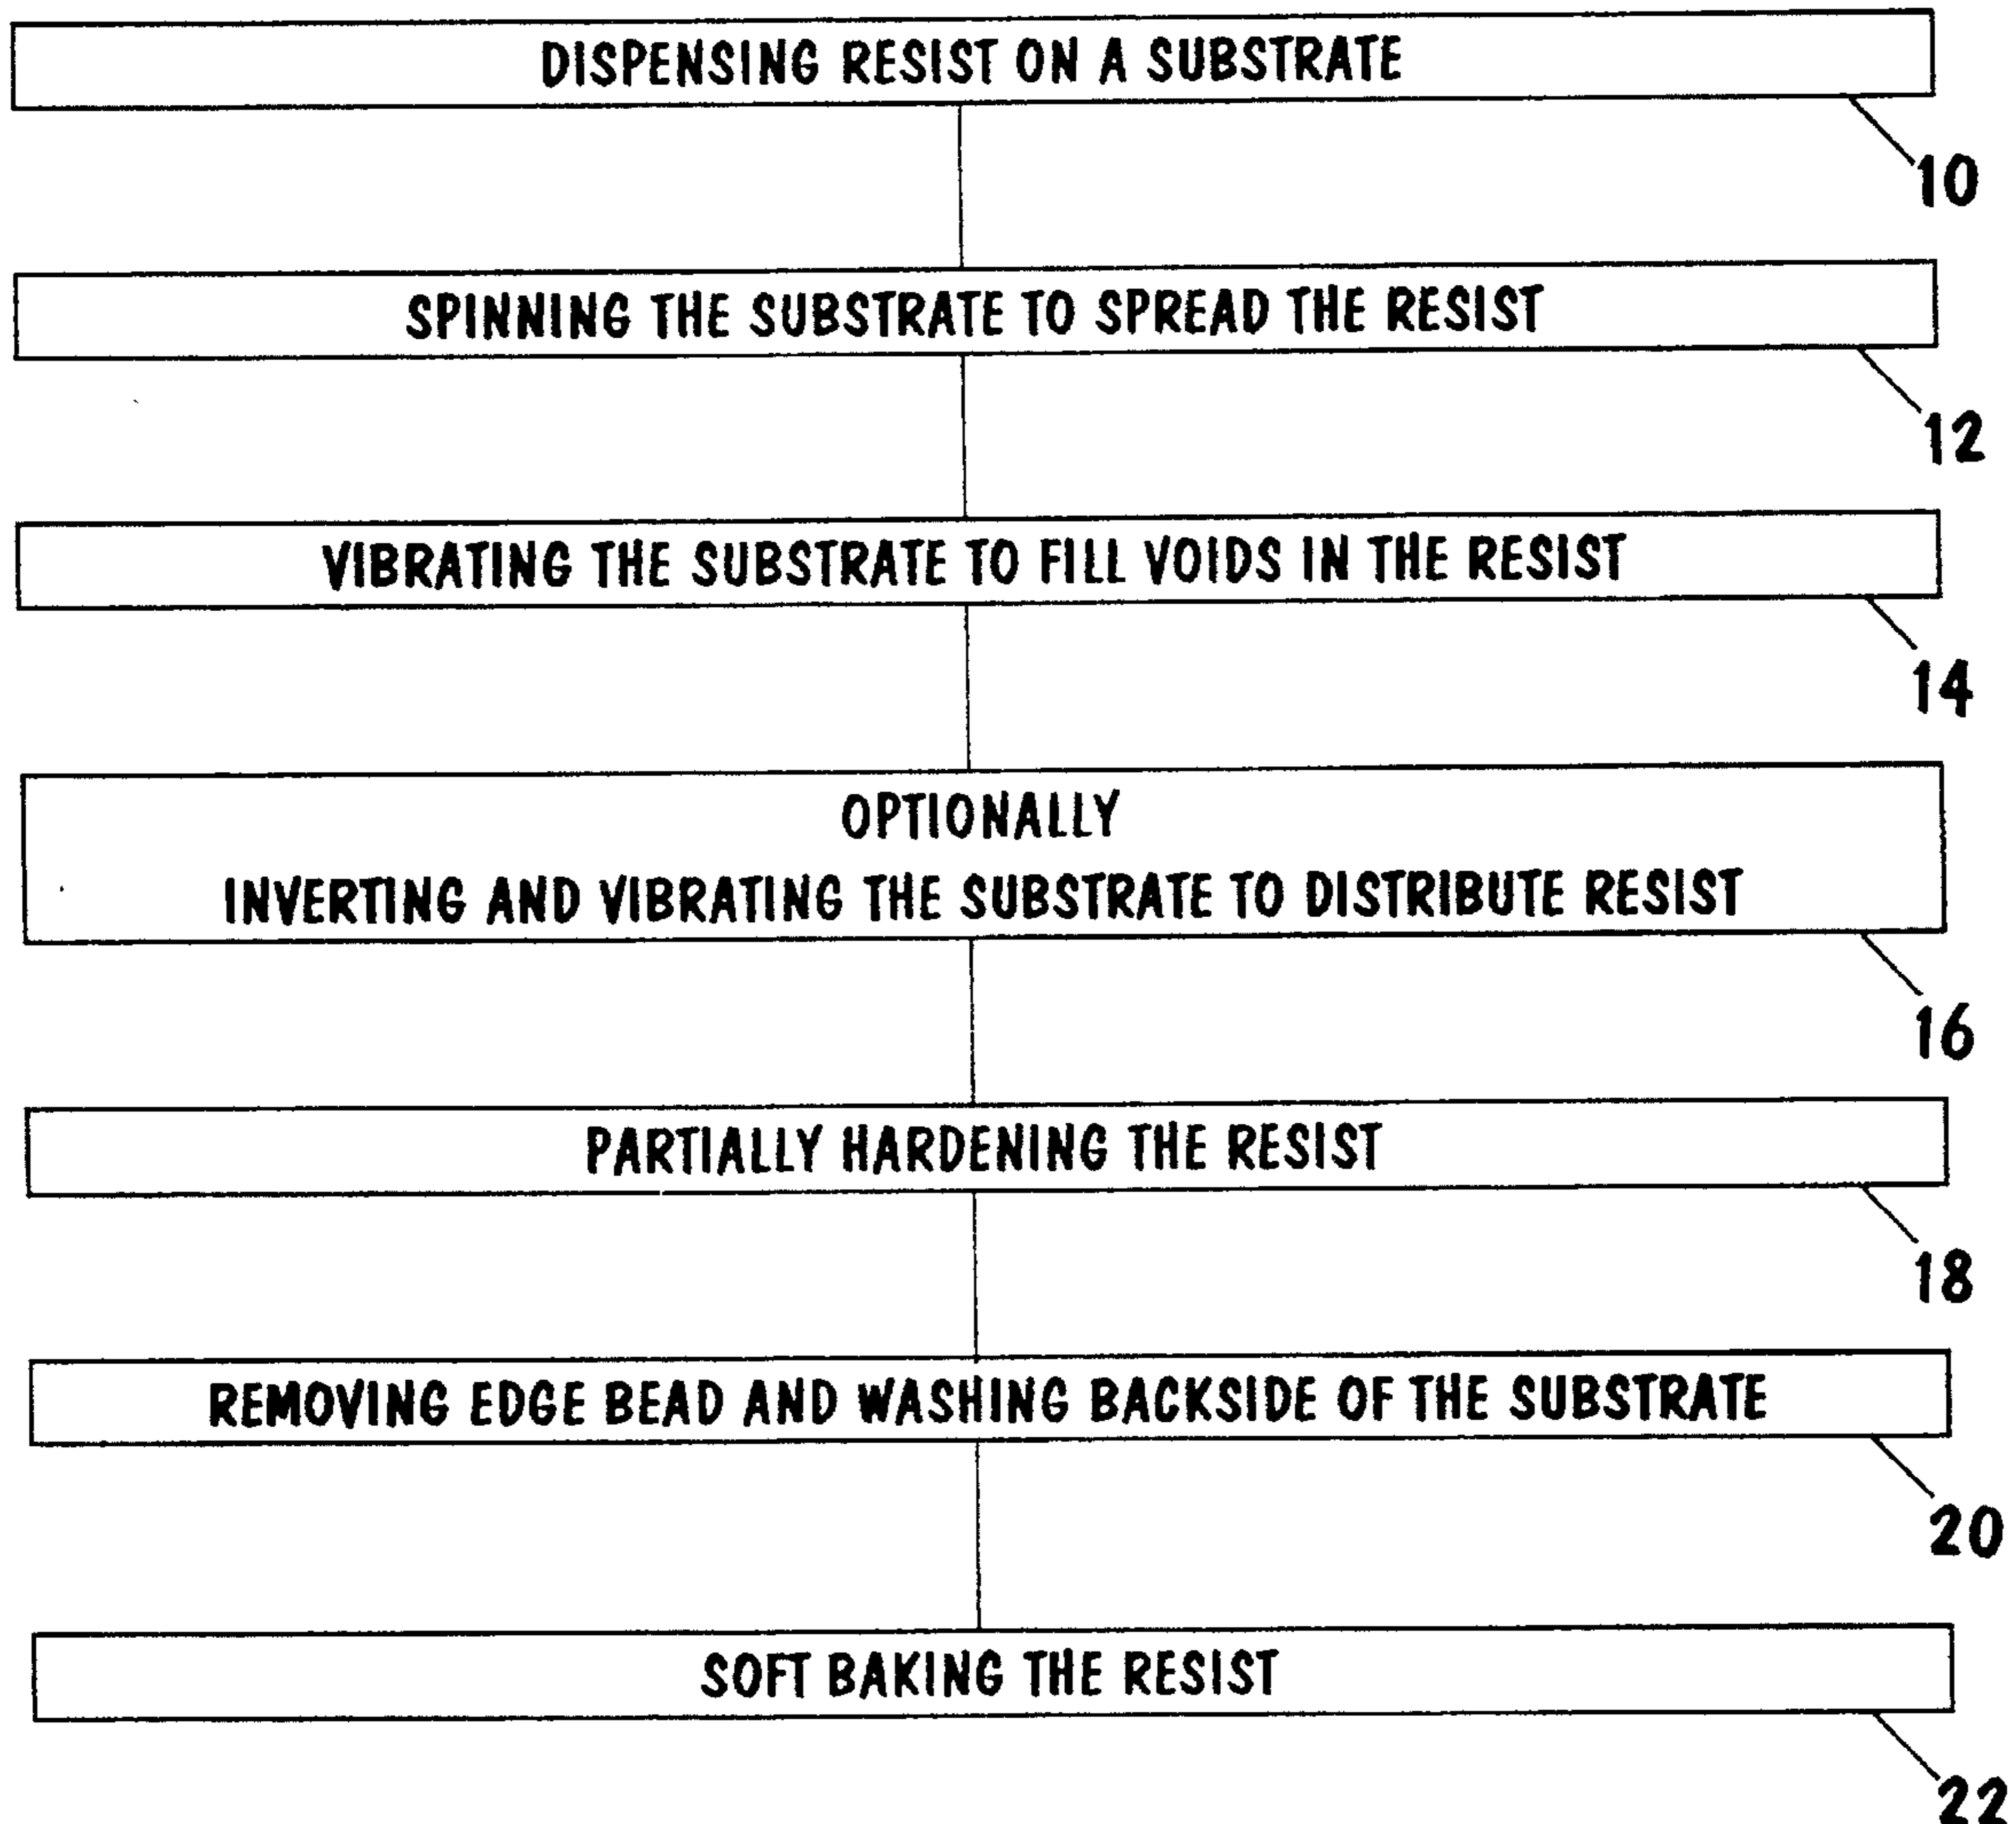 DISPENSING RESIST ON A SUBSTRATE
10
SPINNING THE SUBSTRATE TO SPREAD THE RESIST
12
VIBRATING THE SUBSTRATE TO FILL VOIDS IN THE RESIST
14
OPTIONALLY
INVERTING AND VIBRATING THE SUBSTRATE TO DISTRIBUTE RESIST
16
PARTIALLY HARDENING THE RESIST
18
REMOVING EDGE BEAD AND WASHING BACKSIDE OF THE SUBSTRATE
20
SOFT BAKING THE RESIST
22